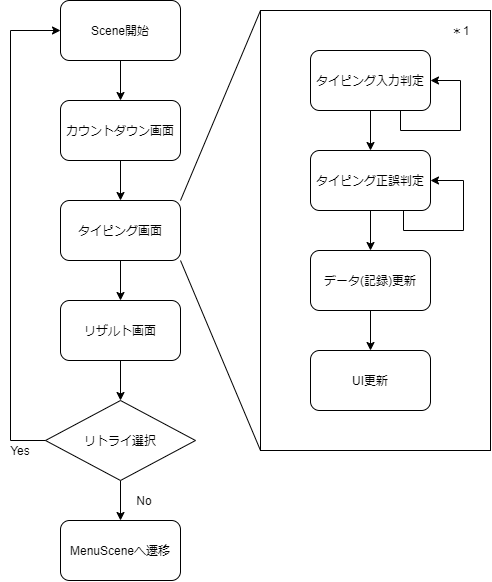 Scene開始
カウントダウン画面
タイピング画面
リザルト画面
リトライ選択
Yes
No
MenuSceneへ遷移
＊1
タイピング入力判定
タイピング正誤判定
データ(記録)更新
UI更新